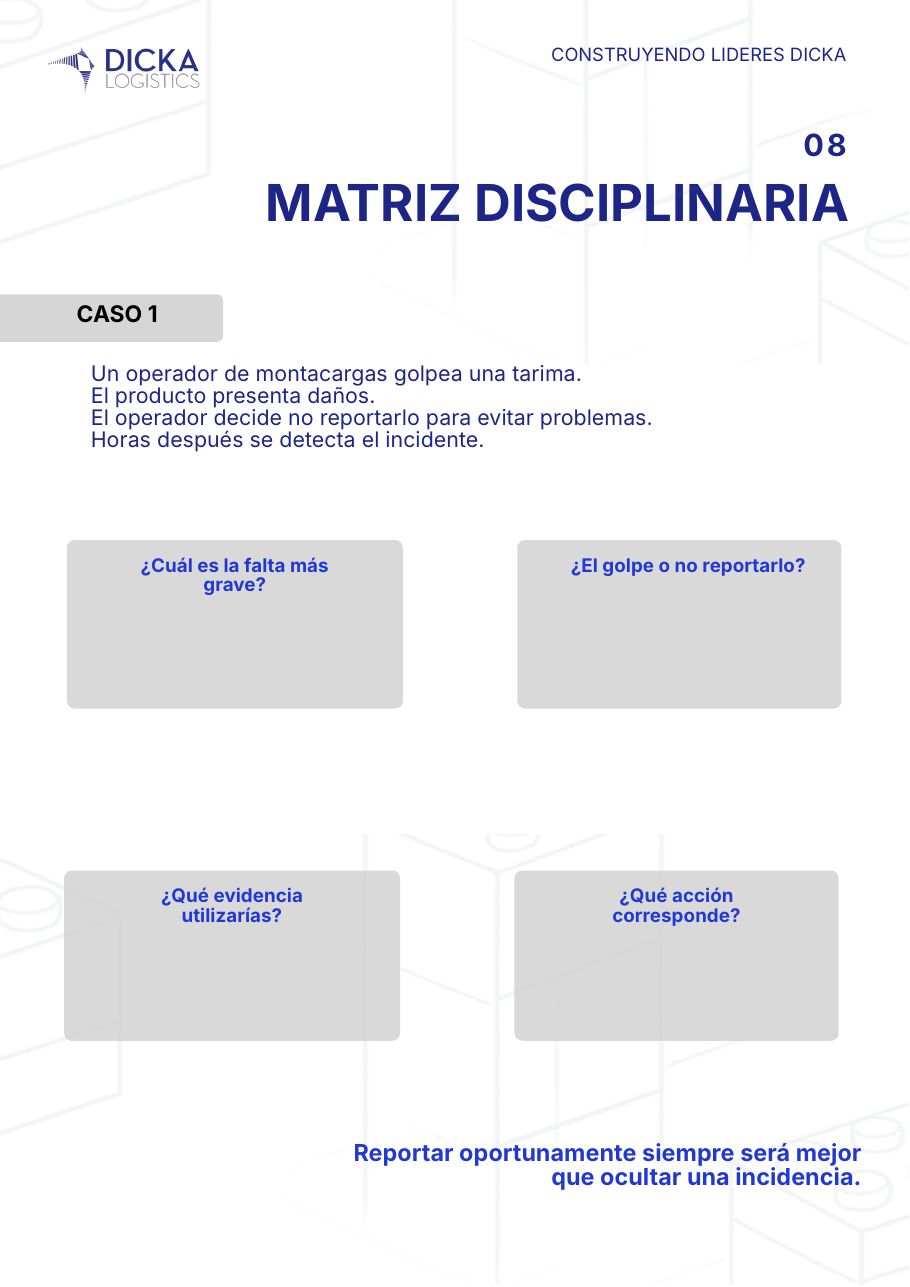 DICKA
LOGISTICS
CONSTRUYENDO LIDERES DICKA
08
MATRIZ DISCIPLINARIA
CASO 1
Un operador de montacargas golpea una tarima.
El producto presenta daños.
El operador decide no reportarlo para evitar problemas.
Horas después se detecta el incidente.
¿Cuál es la falta más
grave?
¿El golpe o no reportarlo?
¿Qué evidencia
utilizarías?
¿Qué acción
corresponde?
Reportar oportunamente siempre será mejor
que ocultar una incidencia.